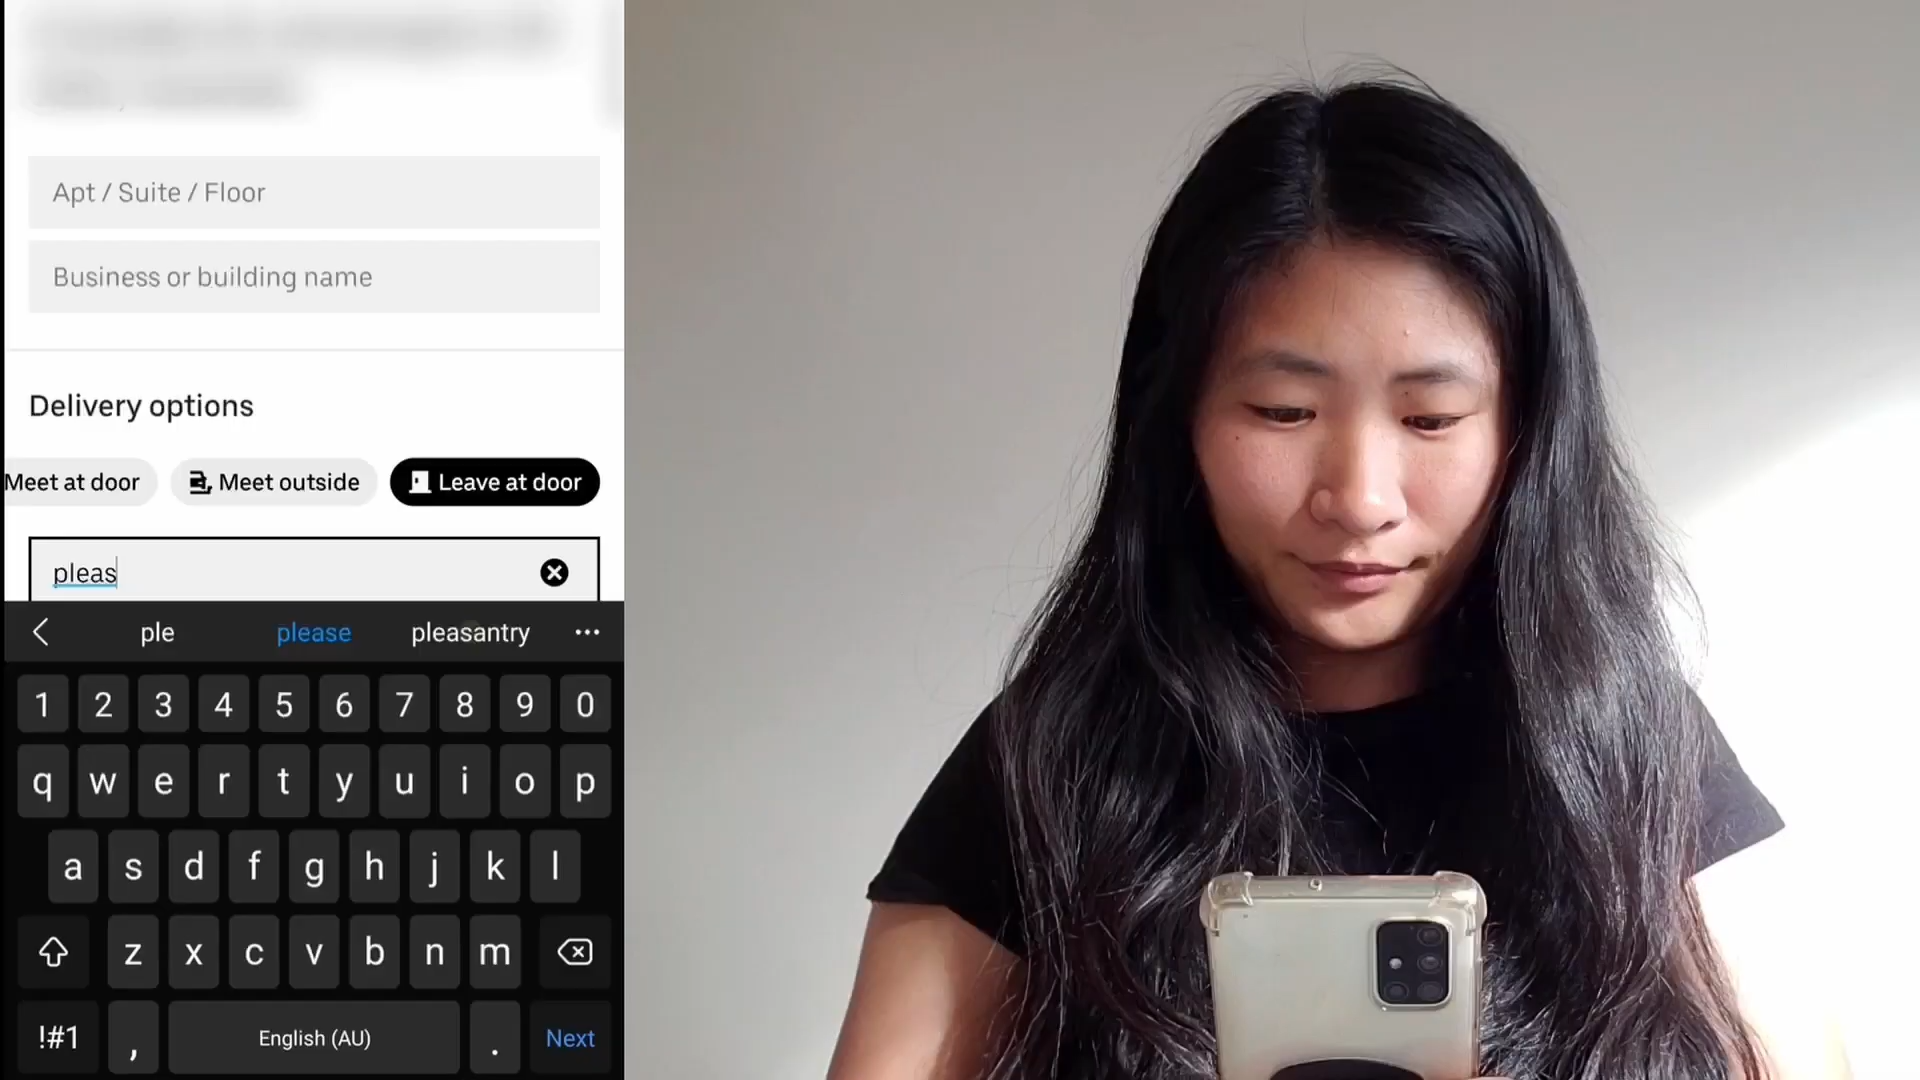 Apt / Suite / Floor
Business or building name
Delivery options
Meet at door Meet outside Leave at door
pleas
ple please pleasantry ...
1 2 3 4 5 6 7 8 9 0
q w e r t y u i o p
a s d f g h j k l
z x c v b n m
!#1 , English (AU) . Next